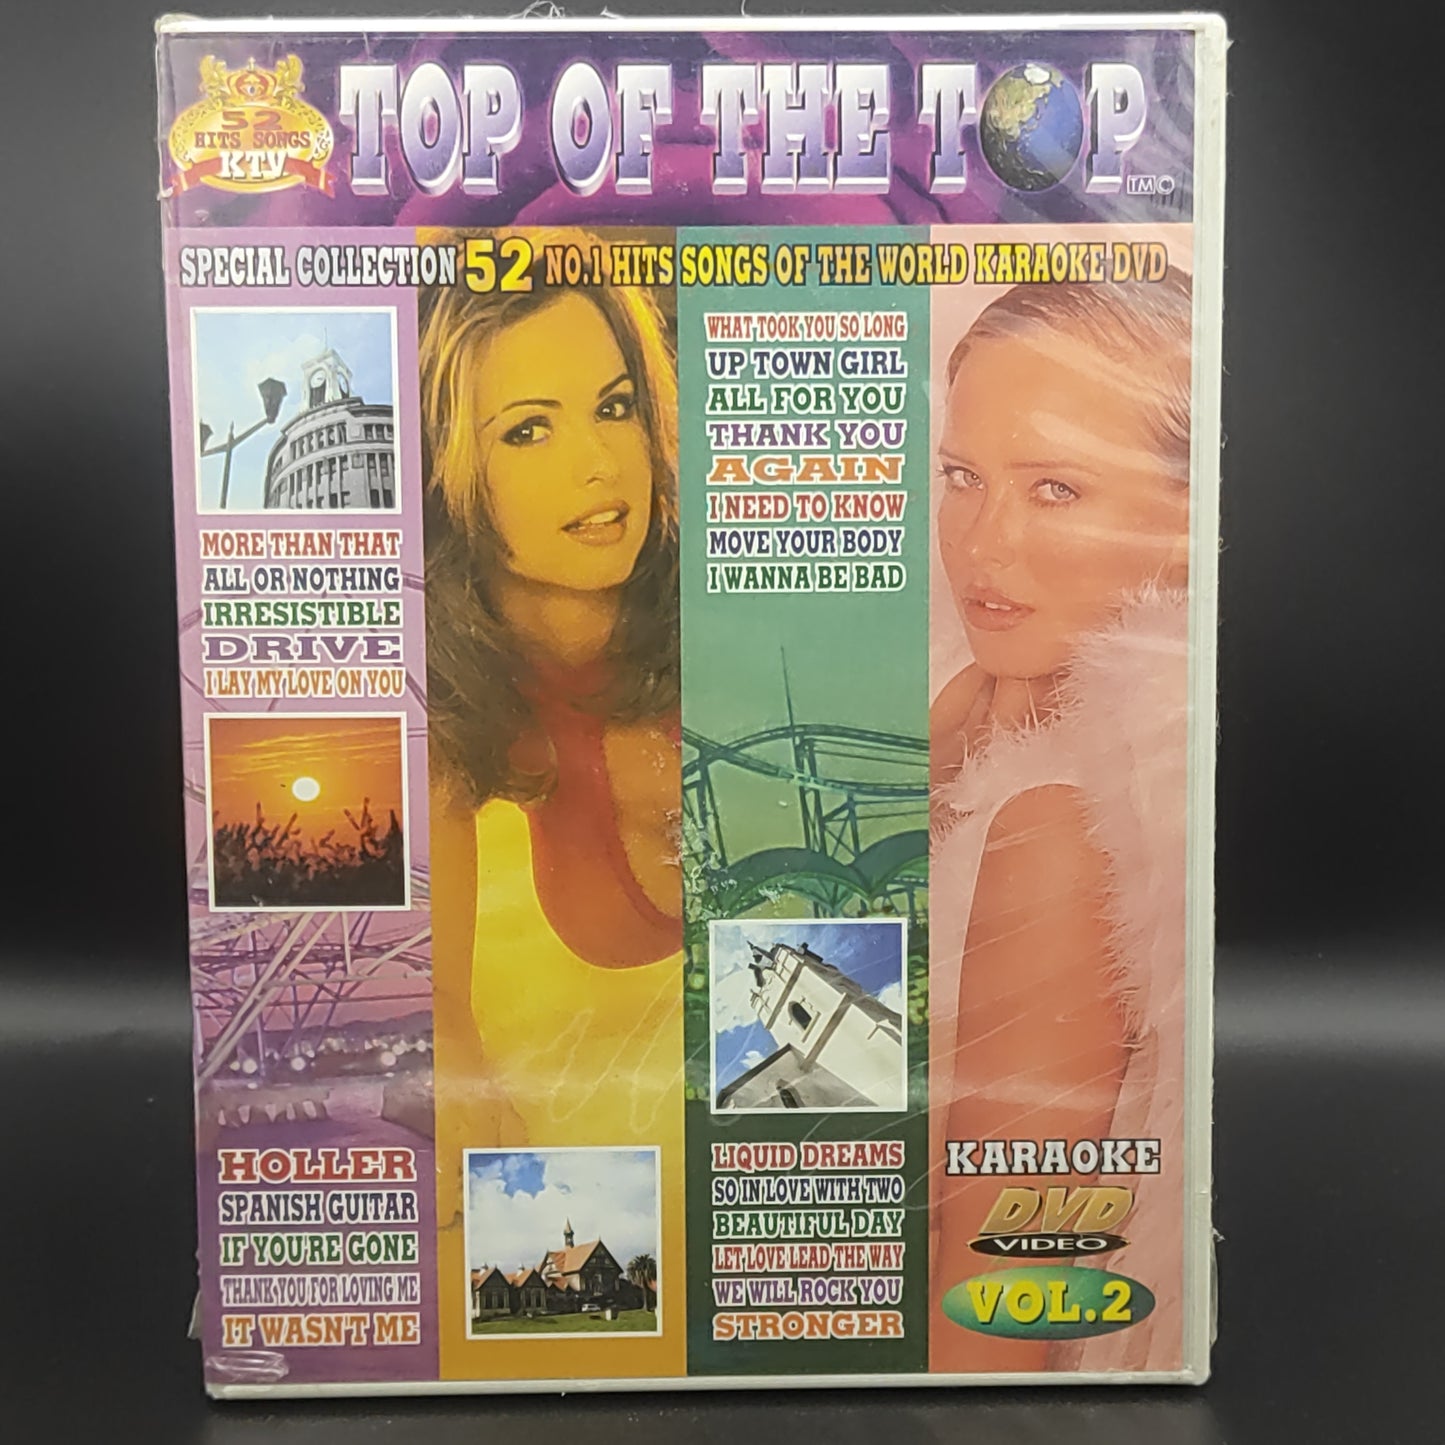 52
HITS SONGS
KTV
TOP OF THE TOP
TM©
SPECIAL COLLECTION 52 NO.1 HITS SONGS OF THE WORLD KARAOKE DVD
MORE THAN THAT
ALL OR NOTHING
IRRESISTIBLE
DRIVE
I LAY MY LOVE ON YOU
WHAT TOOK YOU SO LONG
UP TOWN GIRL
ALL FOR YOU
THANK YOU
AGAIN
I NEED TO KNOW
MOVE YOUR BODY
I WANNA BE BAD
HOLLER
SPANISH GUITAR
IF YOU'RE GONE
THANK YOU FOR LOVING ME
IT WASN'T ME
LIQUID DREAMS
SO IN LOVE WITH TWO
BEAUTIFUL DAY
LET LOVE LEAD THE WAY
WE WILL ROCK YOU
STRONGER
KARAOKE
DVD
VIDEO
VOL.2